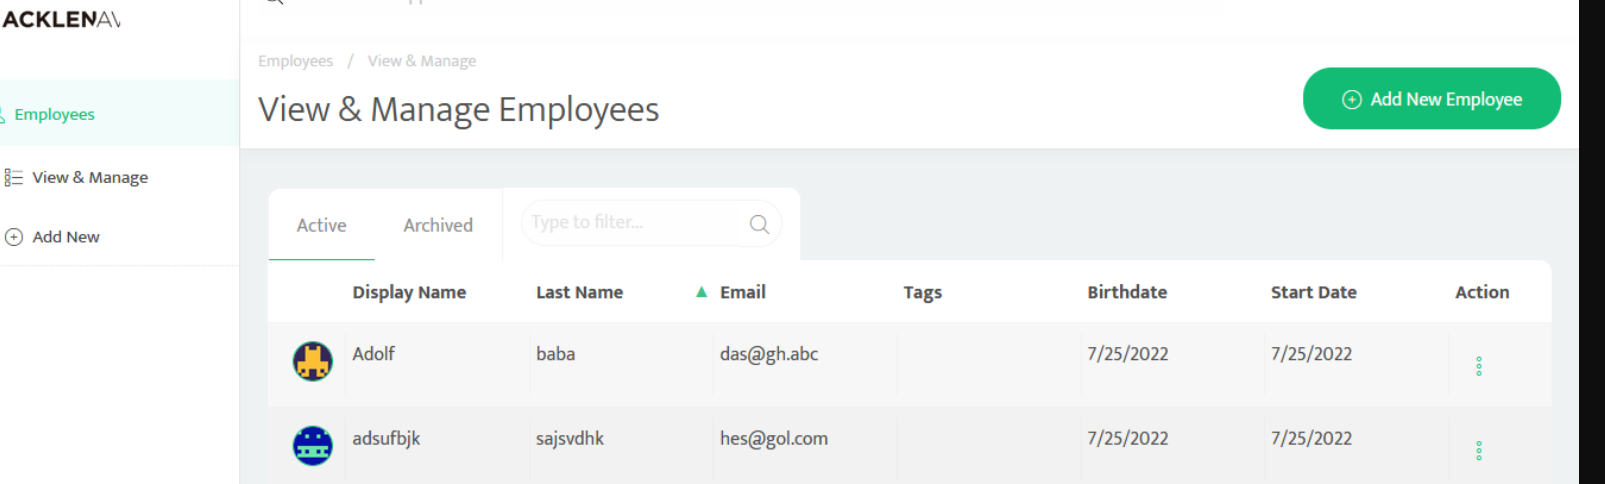 ACKLENAV
Employees / View & Manage
View & Manage Employees
Add New Employee
Employees
View & Manage
Add New
Active Archived Type to filter...
Display Name Last Name Email Tags Birthdate Start Date Action
Adolf baba das@gh.abc 7/25/2022 7/25/2022
adsufbjk sajsvdhk hes@gol.com 7/25/2022 7/25/2022